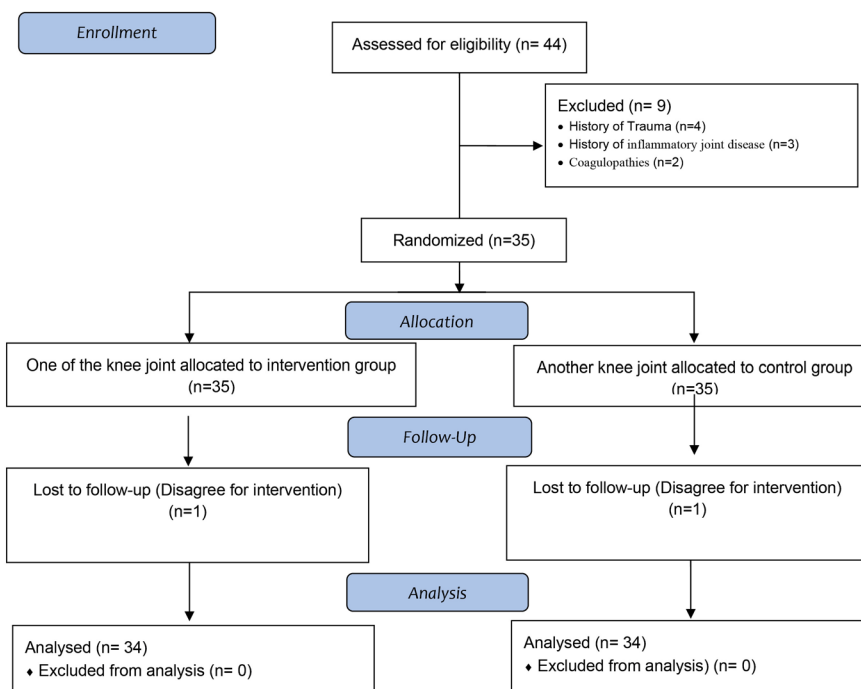 Enrollment
Assessed for eligibility (n= 44)
Excluded (n= 9)
• History of Trauma (n=4)
• History of inflammatory joint disease (n=3)
• Coagulopathies (n=2)
Randomized (n=35)
Allocation
One of the knee joint allocated to intervention group
(n=35)
Another knee joint allocated to control group
(n=35)
Follow-Up
Lost to follow-up (Disagree for intervention)
(n=1)
Lost to follow-up (Disagree for intervention)
(n=1)
Analysis
Analysed (n= 34)
♦ Excluded from analysis (n= 0)
Analysed (n= 34)
♦ Excluded from analysis) (n= 0)